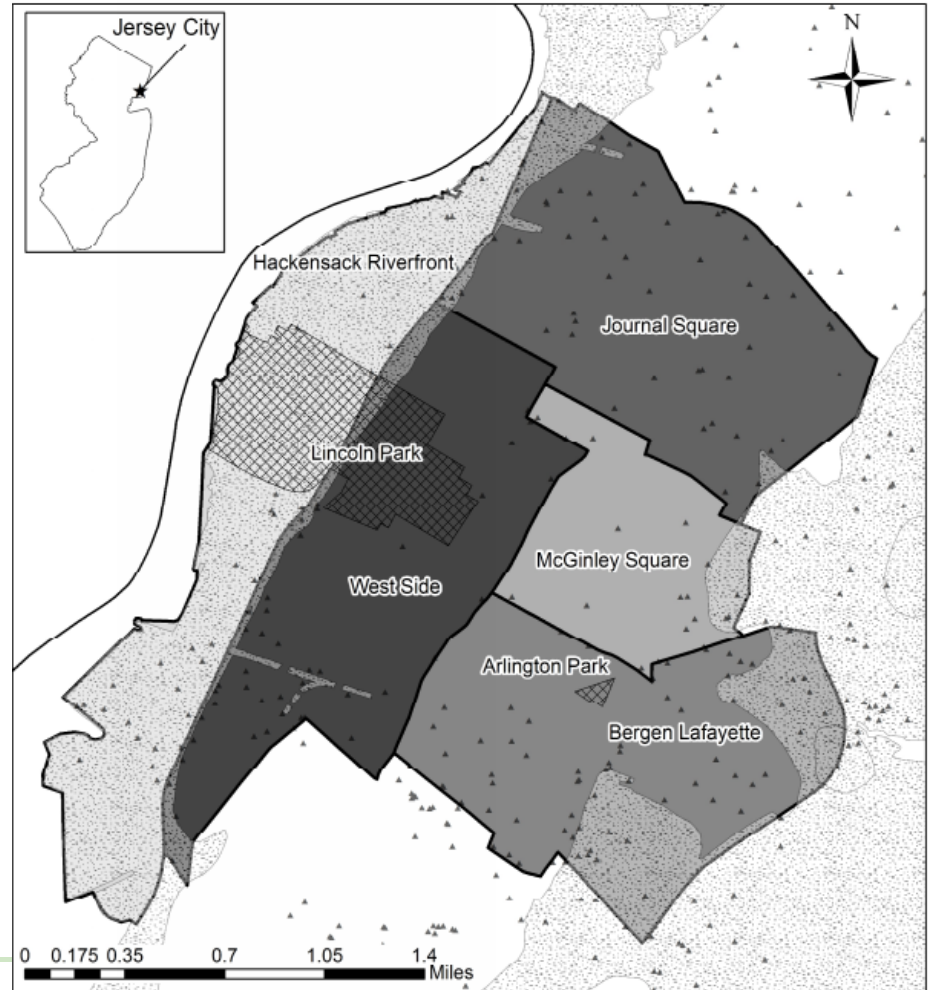 Jersey City
N
Hackensack Riverfront
Journal Square
Lincoln Park
McGinley Square
West Side
Arlington Park
Bergen Lafayette
0 0.175 0.35 0.7 1.05 1.4
Miles